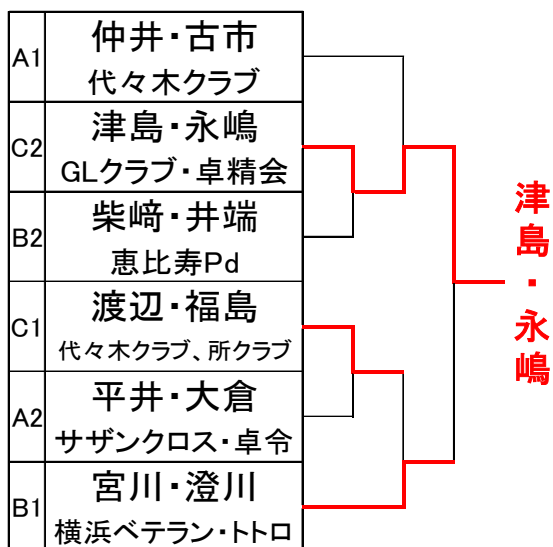 A1
仲井・古市
代々木クラブ
C2
津島・永嶋
GLクラブ・卓精会
B2
柴﨑・井端
恵比寿Pd
C1
渡辺・福島
代々木クラブ、所クラブ
A2
平井・大倉
サザンクロス・卓令
B1
宮川・澄川
横浜ベテラン・トトロ
津島・永嶋